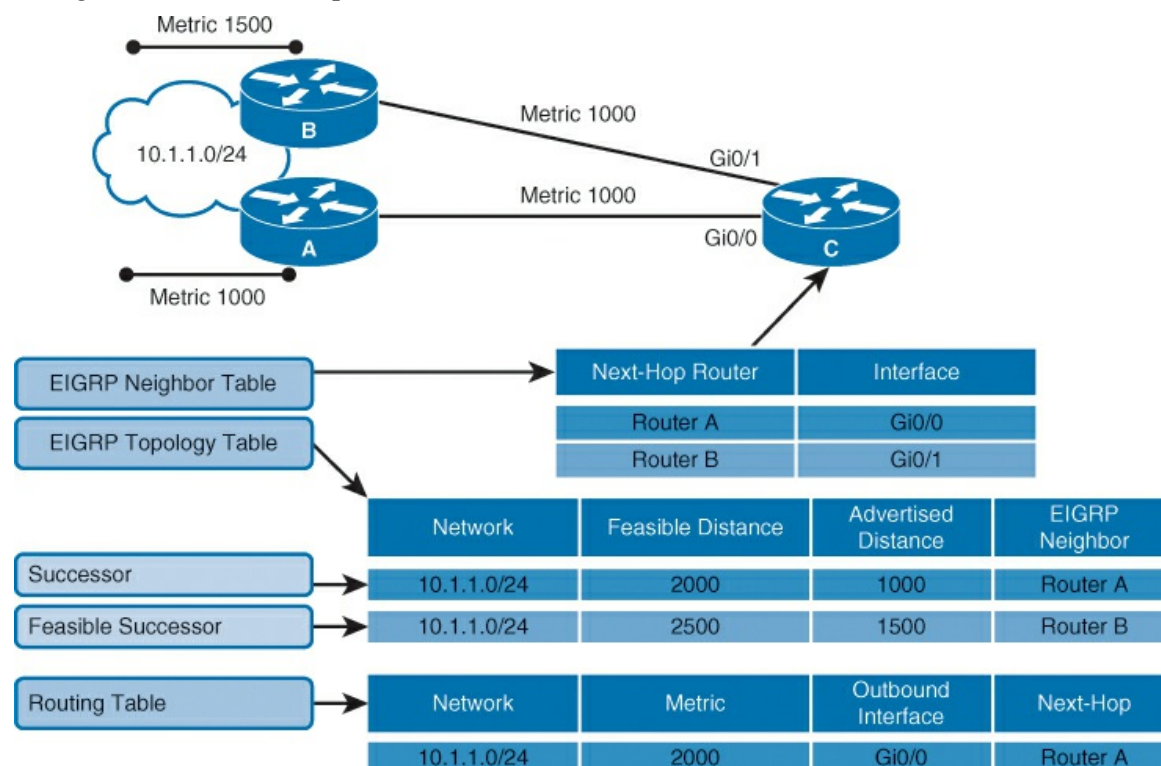 Metric 1500
B
Metric 1000
10.1.1.0/24
Gi0/1
Metric 1000
A
Gi0/0
C
Metric 1000
EIGRP Neighbor Table
Next-Hop Router Interface
Router A Gi0/0
EIGRP Topology Table
Router B Gi0/1
Network Feasible Distance Advertised Distance EIGRP Neighbor
Successor
10.1.1.0/24 2000 1000 Router A
Feasible Successor
10.1.1.0/24 2500 1500 Router B
Routing Table
Network Metric Outbound Interface Next-Hop
10.1.1.0/24 2000 Gi0/0 Router A